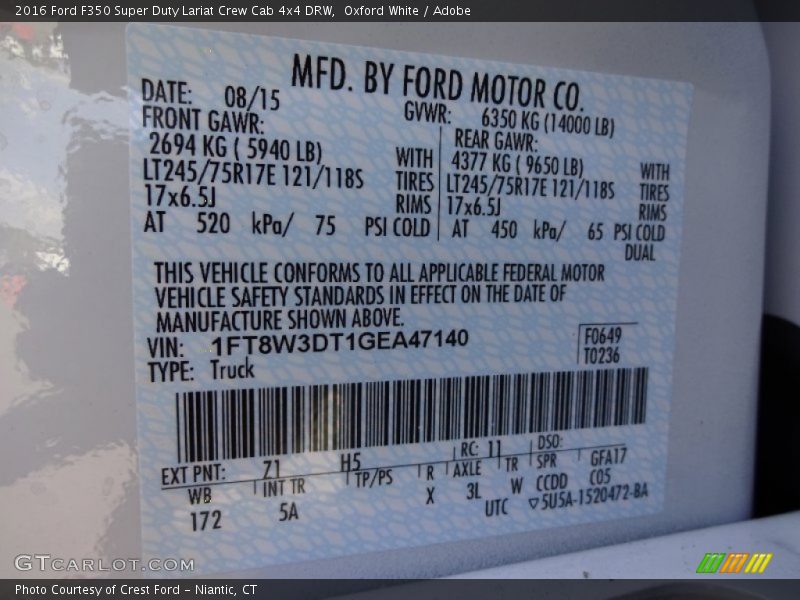 2016 Ford F350 Super Duty Lariat Crew Cab 4x4 DRW, Oxford White / Adobe
MFD. BY FORD MOTOR CO.
DATE: 08/15 GVWR: 6350 KG (14000 LB)
FRONT GAWR: REAR GAWR:
2694 KG ( 5940 LB) WITH 4377 KG ( 9650 LB) WITH
LT245/75R17E 121/118S TIRES LT245/75R17E 121/118S TIRES
17x6.5J RIMS 17x6.5J RIMS
AT 520 kPa/ 75 PSI COLD AT 450 kPa/ 65 PSI COLD
DUAL
THIS VEHICLE CONFORMS TO ALL APPLICABLE FEDERAL MOTOR
VEHICLE SAFETY STANDARDS IN EFFECT ON THE DATE OF
MANUFACTURE SHOWN ABOVE.
VIN: 1FT8W3DT1GEA47140 F0649
TYPE: Truck T0236
EXT PNT: Z1 H5 RC: 11 DSO:
WB INT TR TP/PS R AXLE TR SPR GFA17
172 5A X 3L W CCDD C05
UTC ▽5U5A-1520472-BA
GTCARLOT.COM
Photo Courtesy of Crest Ford - Niantic, CT